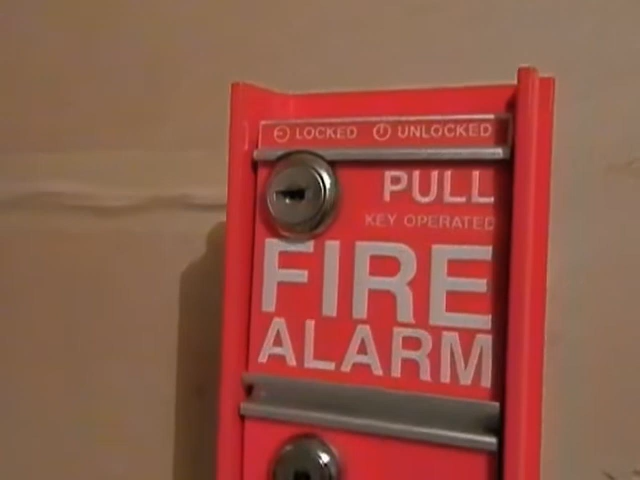 LOCKED UNLOCKED
PULL
KEY OPERATED
FIRE
ALARM